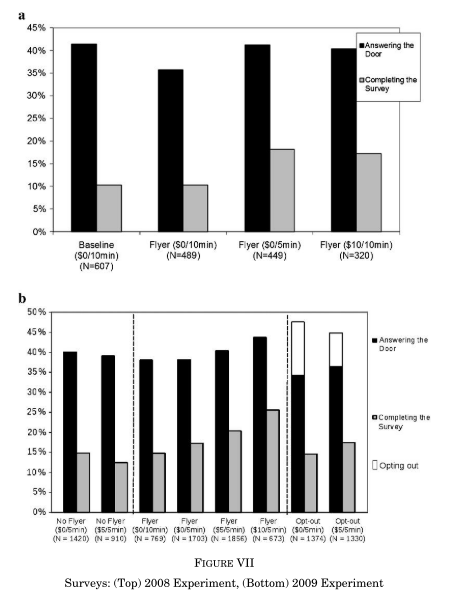 a
45%
40%
35%
30%
25%
20%
15%
10%
5%
0%
Answering the
Door
Completing the
Survey
Baseline
($0/10min)
(N=607)
Flyer ($0/10min)
(N=489)
Flyer ($0/5min)
(N=449)
Flyer ($10/10min)
(N=320)
b
50%
45%
40%
35%
30%
25%
20%
15%
10%
5%
0%
Answering the
Door
Completing the
Survey
Opting out
No Flyer
($0/5min)
(N = 1420)
No Flyer
($5/5min)
(N = 910)
Flyer
($0/10min)
(N = 769)
Flyer
($0/5min)
(N = 1703)
Flyer
($5/5min)
(N = 1856)
Flyer
($10/5min)
(N = 673)
Opt-out
($0/5min)
(N = 1374)
Opt-out
($5/5min)
(N = 1330)
FIGURE VII
Surveys: (Top) 2008 Experiment, (Bottom) 2009 Experiment